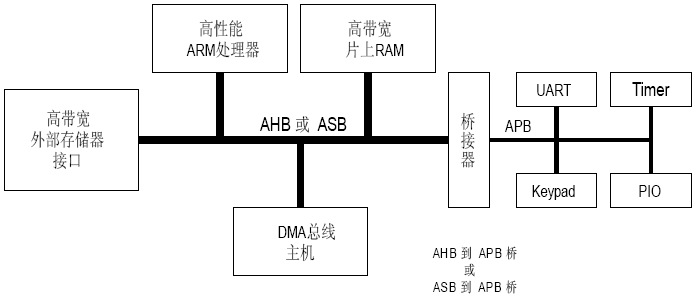 高性能
ARM处理器
高带宽
片上RAM
高带宽
外部存储器
接口
AHB 或 ASB
桥
接
器
APB
UART
Timer
Keypad
PIO
DMA总线
主机
AHB 到 APB 桥
或
ASB 到 APB 桥